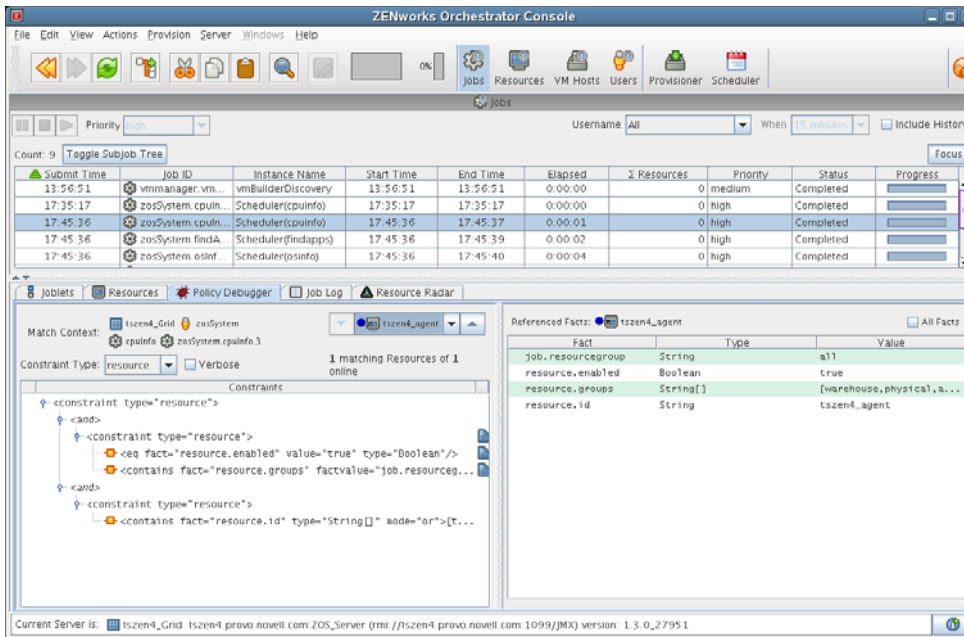 ZENworks Orchestrator Console
File Edit View Actions Provision Server Windows Help
0% Jobs Resources VM Hosts Users Provisioner Scheduler
Jobs
Priority high Username All When 15 minutes Include History
Count: 9 Toggle Subjob Tree Focus
Submit Time Job ID Instance Name Start Time End Time Elapsed Σ Resources Priority Status Progress
13:56:51 vmmanager.vm... vmBuilderDiscovery 13:56:51 13:56:51 0:00:00 0 medium Completed
17:35:17 zosSystem.cpuin... Scheduler(cpuinfo) 17:35:17 17:35:17 0:00:00 0 high Completed
17:45:36 zosSystem.cpuin... Scheduler(cpuinfo) 17:45:36 17:45:37 0:00:01 0 high Completed
17:45:36 zosSystem.findA... Scheduler(findapps) 17:45:36 17:45:39 0:00:02 0 high Completed
17:45:36 zosSystem.osinf... Scheduler(osinfo) 17:45:36 17:45:40 0:00:04 0 high Completed
Joblets Resources Policy Debugger Job Log Resource Radar
Match Context: tszen4_Grid zosSystem
cpuinfo zosSystem.cpuinfo.3
tszen4_agent
Constraint Type: resource Verbose
1 matching Resources of 1
online
Constraints ...
<constraint type="resource">
<and>
<constraint type="resource">
<eq fact="resource.enabled" value="true" type="Boolean"/>
<contains fact="resource.groups" factvalue="job.resourceg...
<and>
<constraint type="resource">
<contains fact="resource.id" type="String[]" mode="or">[t...
Referenced Facts: tszen4_agent All Facts
Fact Type Value
job.resourcegroup String all
resource.enabled Boolean true
resource.groups String[] [warehouse,physical,a...
resource.id String tszen4_agent
Current Server is: tszen4_Grid tszen4.provo.novell.com:ZOS_Server (rmi://tszen4.provo.novell.com:1099/JMX) version: 1.3.0_27951